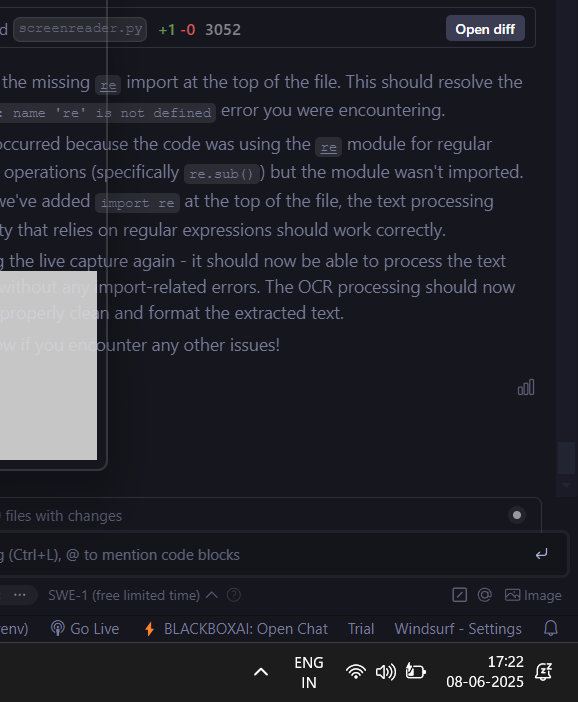 d screenreader.py +1 -0 3052 Open diff
the missing re import at the top of the file. This should resolve the
: name 're' is not defined error you were encountering.
occurred because the code was using the re module for regular
operations (specifically re.sub()) but the module wasn't imported.
we've added import re at the top of the file, the text processing
ty that relies on regular expressions should work correctly.
g the live capture again - it should now be able to process the text
without any import-related errors. The OCR processing should now
properly clean and format the extracted text.
ow if you encounter any other issues!
files with changes
g (Ctrl+L), @ to mention code blocks
... SWE-1 (free limited time) Image
env) Go Live BLACKBOXAI: Open Chat Trial Windsurf - Settings
ENG 17:22
IN 08-06-2025